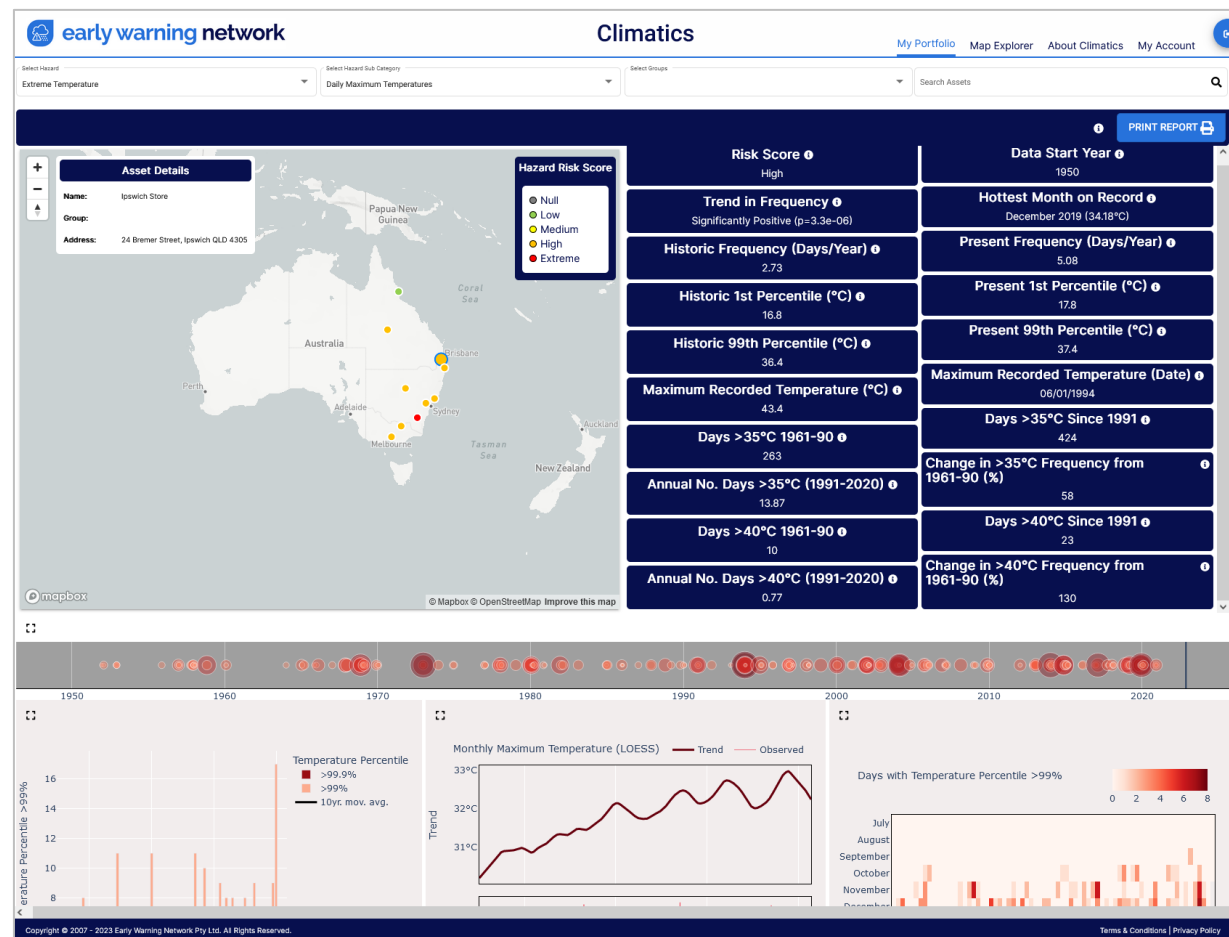 early warning network
Climatics
My Portfolio
Map Explorer
About Climatics
My Account
Select Hazard
Extreme Temperature
Select Hazard Sub Category
Daily Maximum Temperatures
Select Groups
Search Assets
PRINT REPORT
Asset Details
Name: Ipswich Store
Group:
Address: 24 Bremer Street, Ipswich QLD 4305
Hazard Risk Score
Null
Low
Medium
High
Extreme
Papua New
Guinea
Coral
Sea
Australia
Brisbane
Perth
Adelaide
Sydney
Melbourne
Tasman
Sea
Auckland
New Zealand
mapbox
© Mapbox © OpenStreetMap Improve this map
Risk Score
High
Data Start Year
1950
Trend in Frequency
Significantly Positive (p=3.3e-06)
Hottest Month on Record
December 2019 (34.18°C)
Historic Frequency (Days/Year)
2.73
Present Frequency (Days/Year)
5.08
Historic 1st Percentile (°C)
16.8
Present 1st Percentile (°C)
17.8
Historic 99th Percentile (°C)
36.4
Present 99th Percentile (°C)
37.4
Maximum Recorded Temperature (°C)
43.4
Maximum Recorded Temperature (Date)
06/01/1994
Days >35°C 1961-90
263
Days >35°C Since 1991
424
Annual No. Days >35°C (1991-2020)
13.87
Change in >35°C Frequency from
1961-90 (%)
58
Days >40°C 1961-90
10
Days >40°C Since 1991
23
Annual No. Days >40°C (1991-2020)
0.77
Change in >40°C Frequency from
1961-90 (%)
130
1950 1960 1970 1980 1990 2000 2010 2020
Temperature Percentile
>99.9%
>99%
10yr. mov. avg.
erature Percentile >99%
16
14
12
10
8
Monthly Maximum Temperature (LOESS)
Trend
Observed
33°C
32°C
31°C
Trend
Days with Temperature Percentile >99%
0 2 4 6 8
July
August
September
October
November
December
Copyright © 2007 - 2023 Early Warning Network Pty Ltd. All Rights Reserved.
Terms & Conditions | Privacy Policy